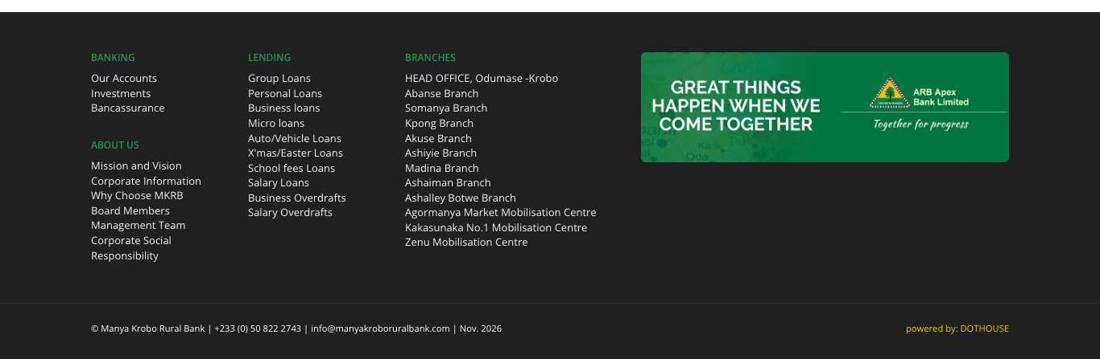 BANKING
Our Accounts
Investments
Bancassurance
ABOUT US
Mission and Vision
Corporate Information
Why Choose MKRB
Board Members
Management Team
Corporate Social
Responsibility
LENDING
Group Loans
Personal Loans
Business loans
Micro loans
Auto/Vehicle Loans
X'mas/Easter Loans
School fees Loans
Salary Loans
Business Overdrafts
Salary Overdrafts
BRANCHES
HEAD OFFICE, Odumase -Krobo
Abanse Branch
Somanya Branch
Kpong Branch
Akuse Branch
Ashiyie Branch
Madina Branch
Ashaiman Branch
Ashalley Botwe Branch
Agormanya Market Mobilisation Centre
Kakasunaka No.1 Mobilisation Centre
Zenu Mobilisation Centre
GREAT THINGS
HAPPEN WHEN WE
COME TOGETHER
ARB Apex
Bank Limited
Together for progress
© Manya Krobo Rural Bank | +233 (0) 50 822 2743 | info@manyakroboruralbank.com | Nov. 2026
powered by: DOTHOUSE